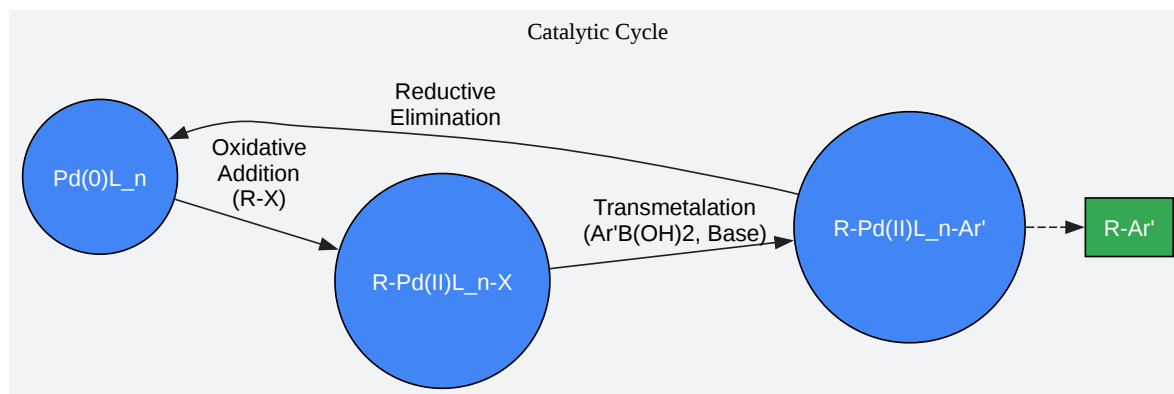 Catalytic Cycle
Reductive
Elimination
Oxidative
Addition
(R-X)
Pd(0)L_n
Transmetalation
(Ar'B(OH)2, Base)
R-Pd(II)L_n-X
R-Pd(II)L_n-Ar'
R-Ar'